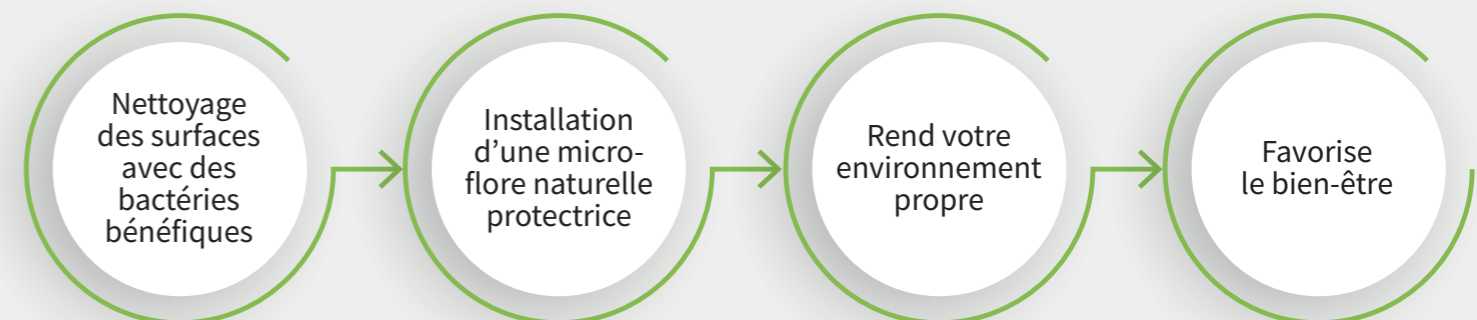 Nettoyage
des surfaces
avec des
bactéries
bénéfiques
Installation
d’une micro-
flore naturelle
protectrice
Rend votre
environnement
propre
Favorise
le bien-être